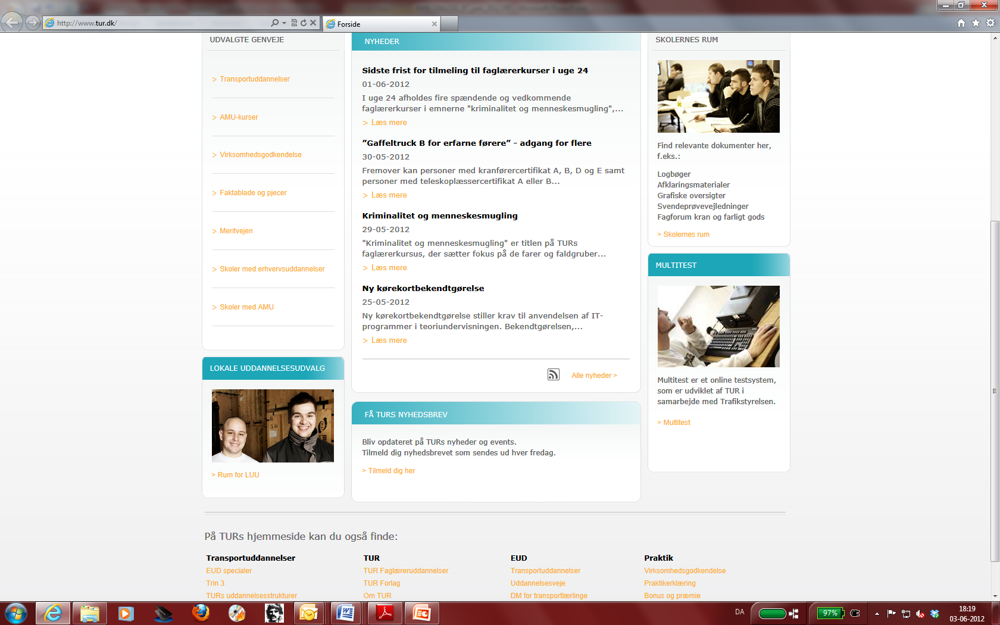 http://www.tur.dk/
Forside
UDVALGTE GENVEJE
> Transportuddannelser
> AMU-kurser
> Virksomhedsgodkendelse
> Faktablade og pjecer
> Meritvejen
> Skoler med erhvervsuddannelser
> Skoler med AMU
LOKALE UDDANNELSESUDVALG
> Rum for LUU
NYHEDER
Sidste frist for tilmeling til faglærerkurser i uge 24
01-06-2012
I uge 24 afholdes fire spændende og vedkommende
faglærerkurser i emnerne "kriminalitet og menneskesmugling",...
> Læs mere
”Gaffeltruck B for erfarne førere” - adgang for flere
30-05-2012
Fremover kan personer med kranførercertifikat A, B, D og E samt
personer med teleskoplæssercertifikat A eller B...
> Læs mere
Kriminalitet og menneskesmugling
29-05-2012
"Kriminalitet og menneskesmugling" er titlen på TURs
faglærerkursus, der sætter fokus på de farer og faldgruber...
> Læs mere
Ny kørekortbekendtgørelse
25-05-2012
Ny kørekortbekendtgørelse stiller krav til anvendelsen af IT-
programmer i teoriundervisningen. Bekendtgørelsen,...
> Læs mere
Alle nyheder >
FÅ TURS NYHEDSBREV
Bliv opdateret på TURs nyheder og events.
Tilmeld dig nyhedsbrevet som sendes ud hver fredag.
> Tilmeld dig her
SKOLERNES RUM
Find relevante dokumenter her,
f.eks.:
Logbøger
Afklaringsmaterialer
Grafiske oversigter
Svendeprøvevejledninger
Fagforum kran og farligt gods
> Skolernes rum
MULTITEST
Multitest er et online testsystem,
som er udviklet af TUR i
samarbejde med Trafikstyrelsen.
> Multitest
På TURs hjemmeside kan du også finde:
Transportuddannelser
EUD specialer
Trin 3
TURs uddannelsesstrukturer
TUR
TUR Faglæreruddannelser
TUR Forlag
Om TUR
EUD
Transportuddannelser
Uddannelsesveje
DM for transportlærlinge
Praktik
Virksomhedsgodkendelse
Praktikerklæring
Bonus og præmie
DA
97%
18:19
03-06-2012